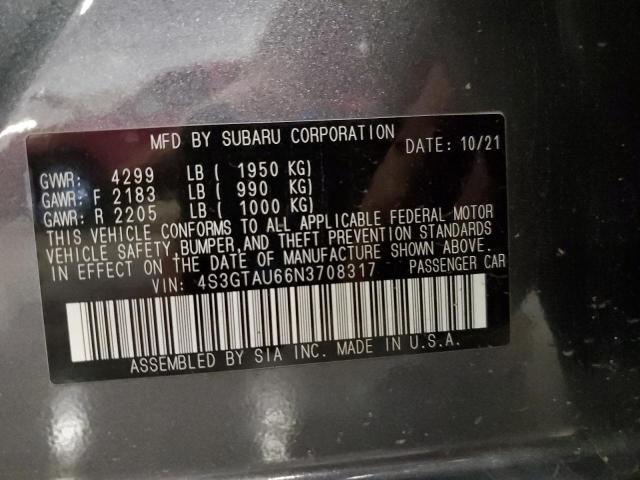 MFD BY SUBARU CORPORATION DATE: 10/21
GVWR: 4299 LB ( 1950 KG)
GAWR: F 2183 LB ( 990 KG)
GAWR: R 2205 LB ( 1000 KG)
THIS VEHICLE CONFORMS TO ALL APPLICABLE FEDERAL MOTOR
VEHICLE SAFETY, BUMPER, AND THEFT PREVENTION STANDARDS
IN EFFECT ON THE DATE OF MANUFACTURE SHOWN ABOVE.
VIN: 4S3GTAU66N3708317 PASSENGER CAR
ASSEMBLED BY SIA INC. MADE IN U.S.A.